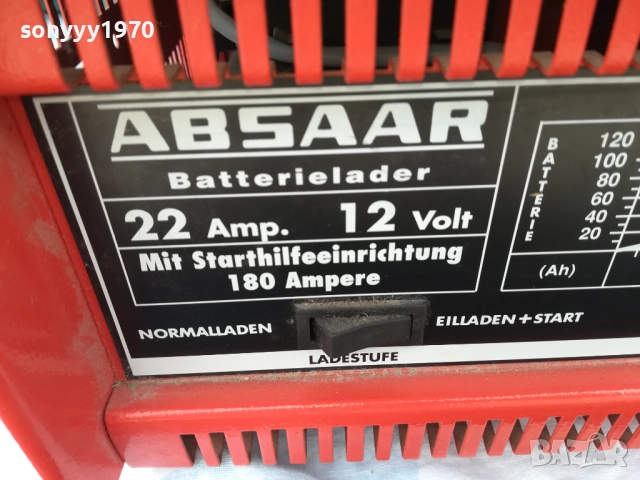 sonyyy1970
ABSAAR
Batterielader
22 Amp. 12 Volt
Mit Starthilfeeinrichtung
180 Ampere
NORMALLADEN
EILLADEN+START
LADESTUFE
BATTERIE
120
100
80
60
40
20
(Ah)
BAZAR